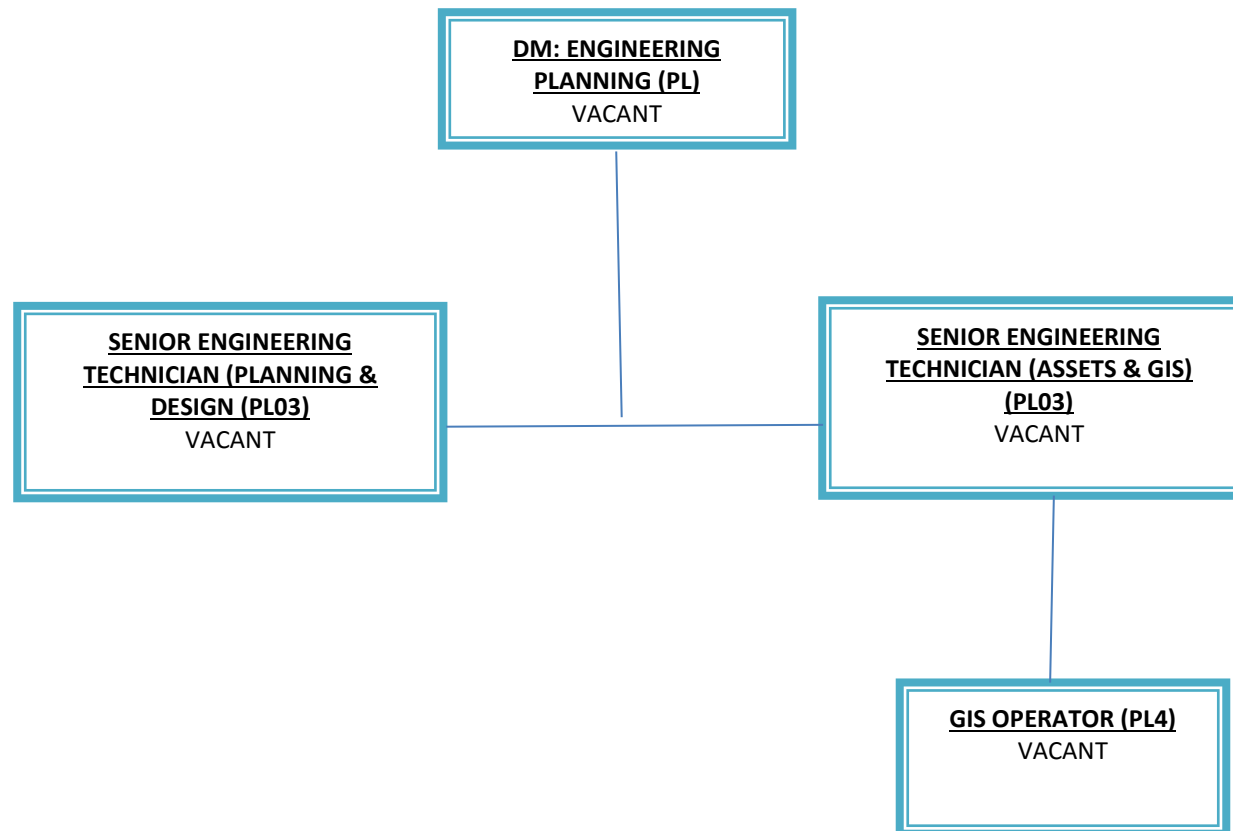 DM: ENGINEERING
PLANNING (PL)
VACANT
SENIOR ENGINEERING
TECHNICIAN (PLANNING &
DESIGN (PL03)
VACANT
SENIOR ENGINEERING
TECHNICIAN (ASSETS & GIS)
(PL03)
VACANT
GIS OPERATOR (PL4)
VACANT